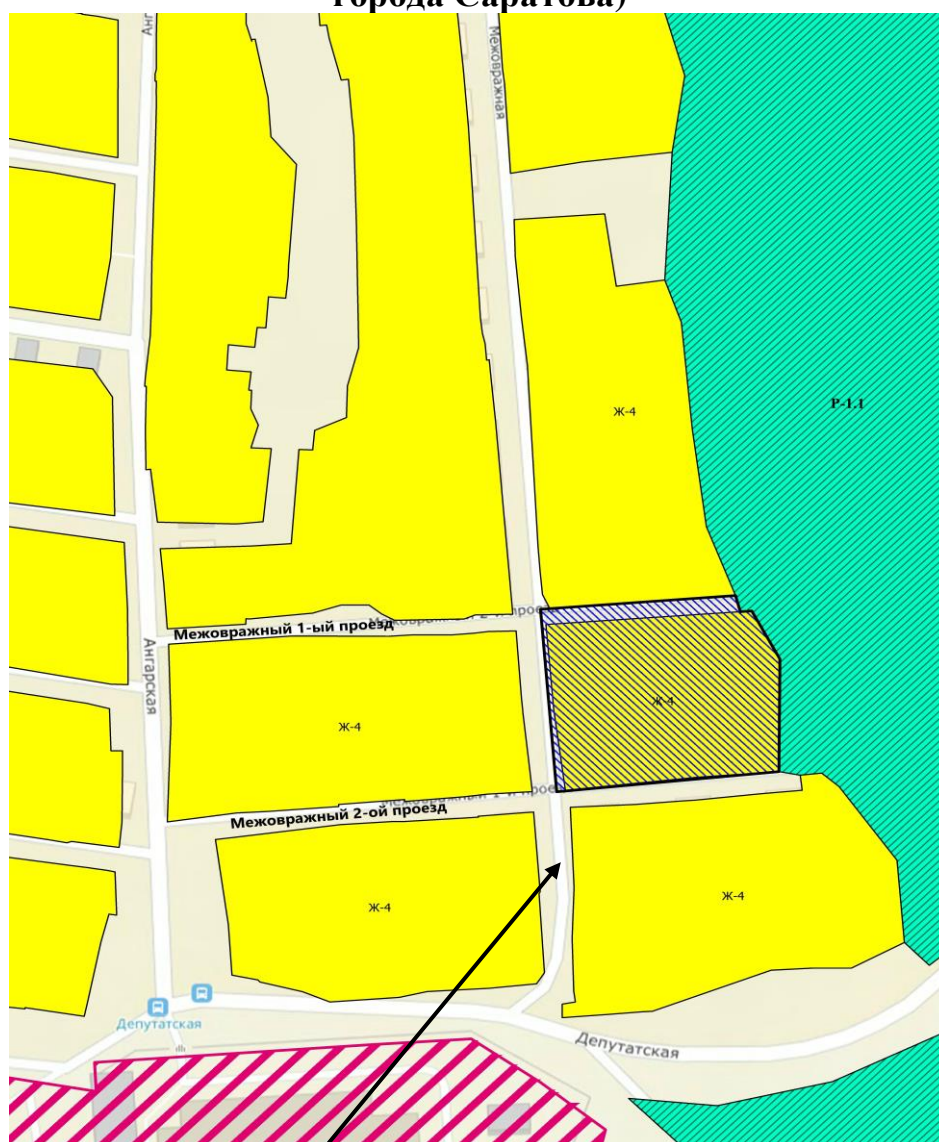 города Саратова)
Анг
Межовражная
Ж-4
Р-1.1
Межовражный 1-ый проезд
Ангарская
Ж-4
Ж-4
Межовражный 2-ой проезд
Ж-4
Ж-4
Депутатская
Депутатская